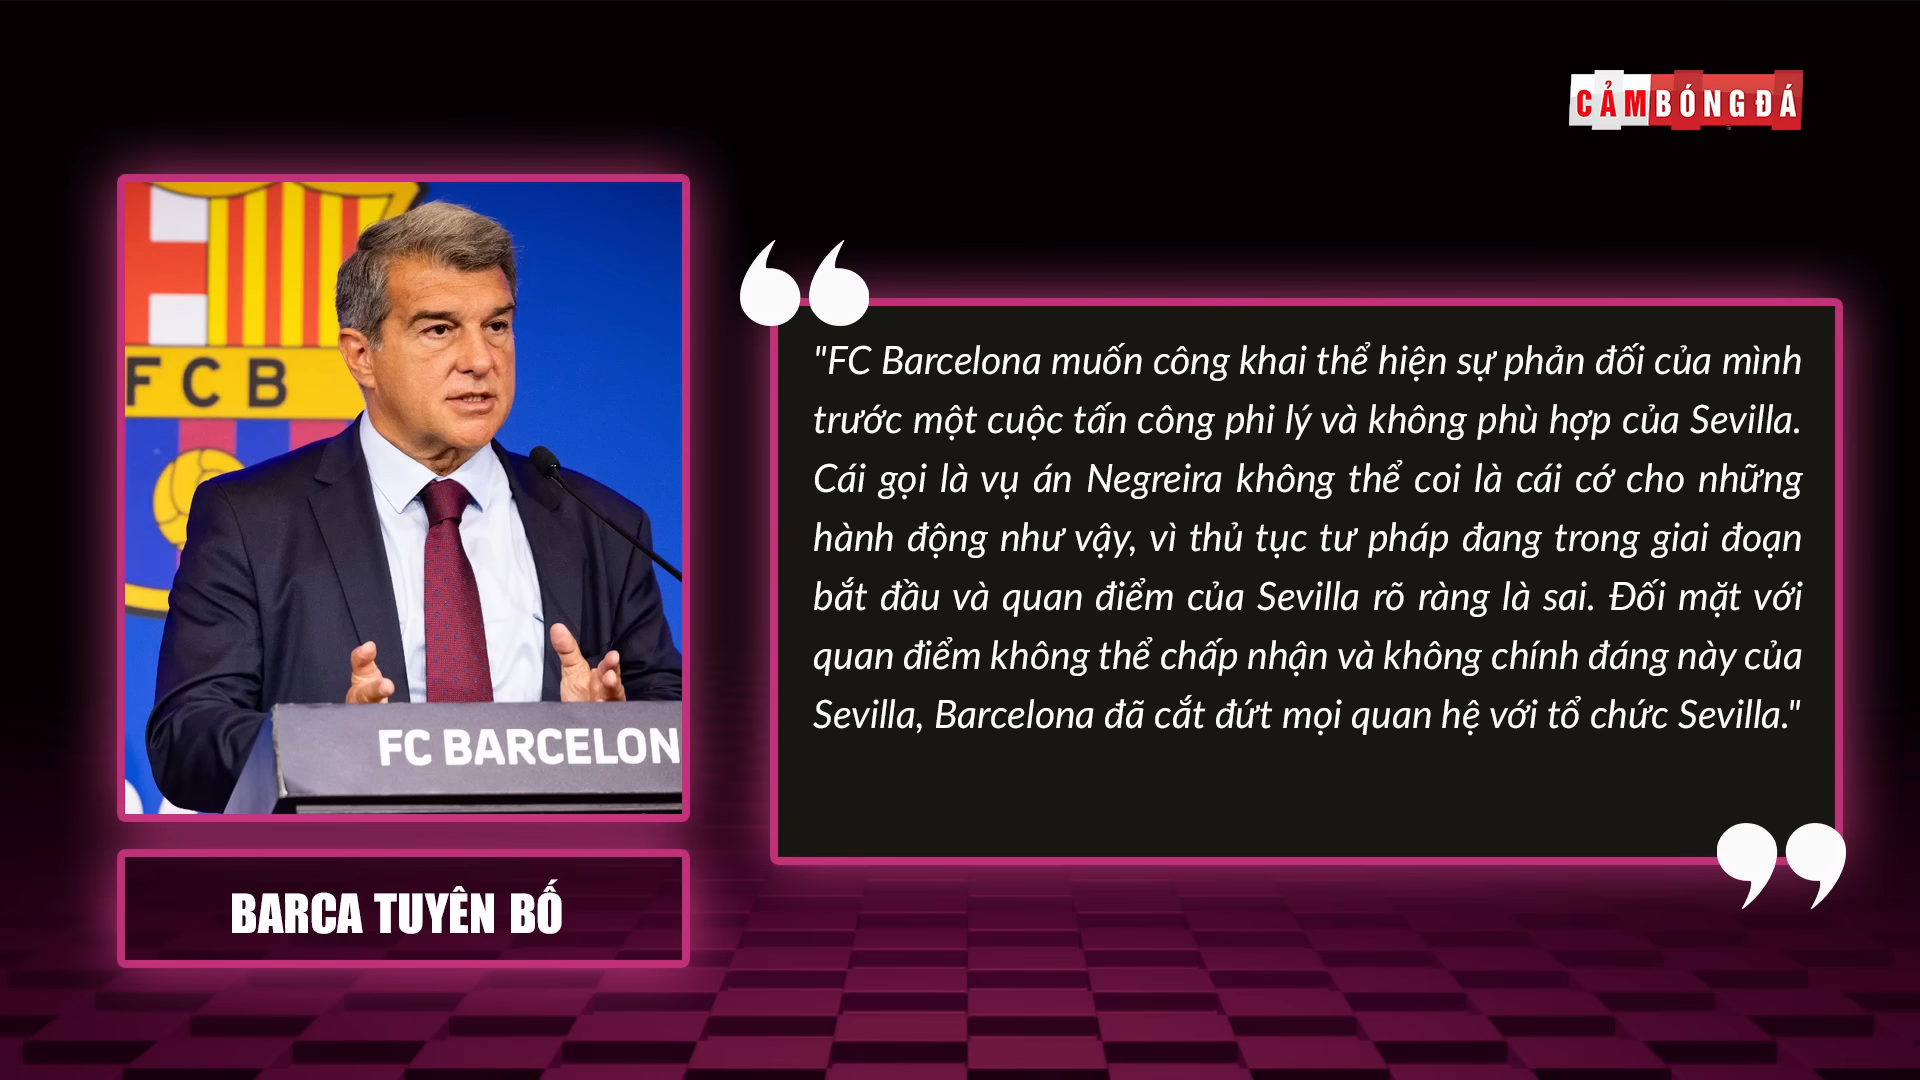 CẢMBÓNGĐÁ
FCB
"FC Barcelona muốn công khai thể hiện sự phản đối của mình
trước một cuộc tấn công phi lý và không phù hợp của Sevilla.
Cái gọi là vụ án Negreira không thể coi là cái cớ cho những
hành động như vậy, vì thủ tục tư pháp đang trong giai đoạn
bắt đầu và quan điểm của Sevilla rõ ràng là sai. Đối mặt với
quan điểm không thể chấp nhận và không chính đáng này của
Sevilla, Barcelona đã cắt đứt mọi quan hệ với tổ chức Sevilla."
FC BARCELON
BARCA TUYÊN BỐ